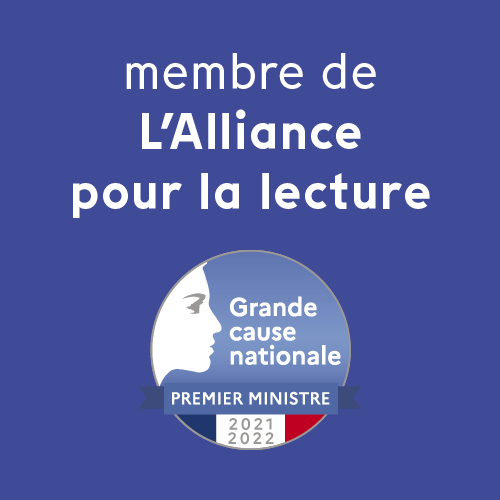 membre de
L'Alliance
pour la lecture
Grande
cause
nationale
PREMIER MINISTRE
2021
2022